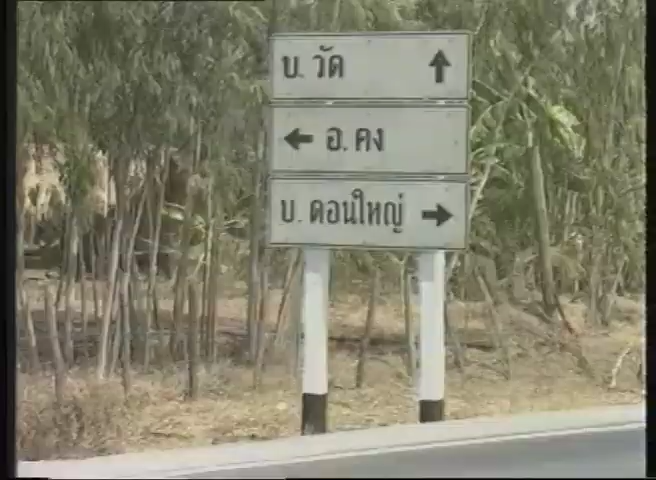 บ. วัด
อ. คง
บ. ดอนใหญ่